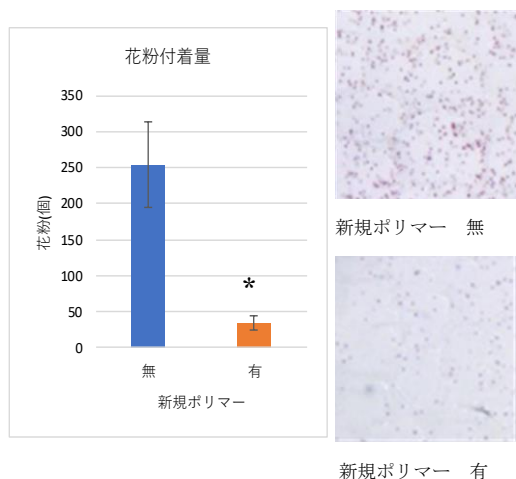 花粉付着量
350
300
250
200
150
100
50
0
花粉(個)
*
無
有
新規ポリマー
新規ポリマー　無
新規ポリマー　有